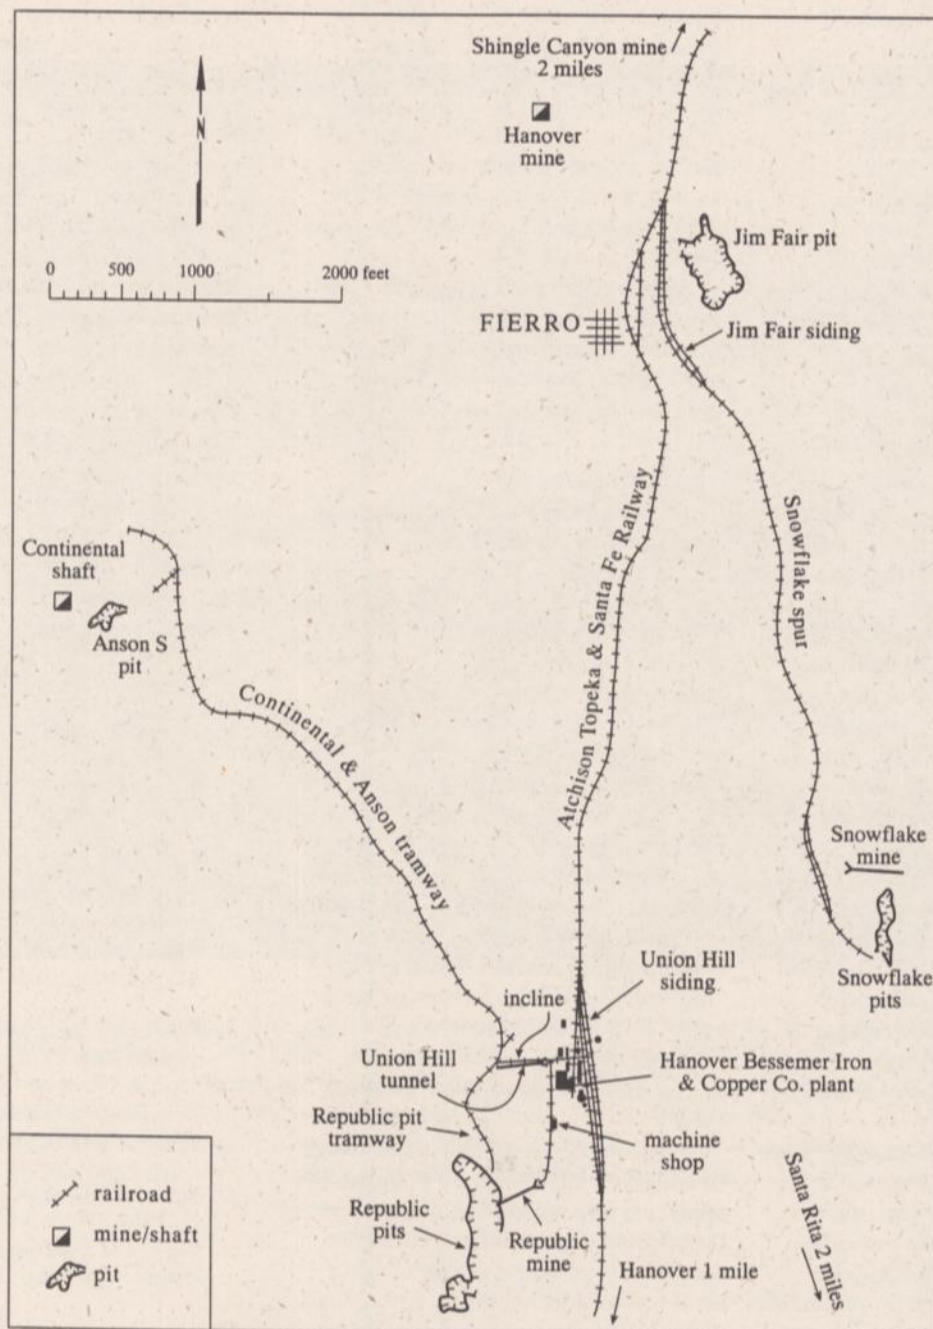 Shingle Canyon mine
2 miles
N
Hanover
mine
Jim Fair pit
0 500 1000 2000 feet
FIERRO
Jim Fair siding
Atchison Topeka & Santa Fe Railway
Snowflake spur
Continental
shaft
Anson S
pit
Continental & Anson tramway
Snowflake
mine
Snowflake
pits
Union Hill
siding
incline
Union Hill
tunnel
Hanover Bessemer Iron
& Copper Co. plant
Republic pit
tramway
machine
shop
Santa Rita 2 miles
Republic
pits
Republic
mine
Hanover 1 mile
railroad
mine/shaft
pit